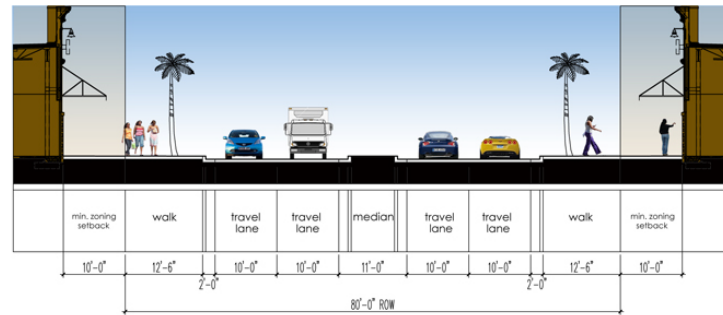 min. zoning
setback
walk
travel
lane
travel
lane
median
travel
lane
travel
lane
walk
min. zoning
setback
10'-0"
12'-6"
2'-0"
10'-0"
10'-0"
11'-0"
10'-0"
10'-0"
2'-0"
12'-6"
10'-0"
80'-0" ROW